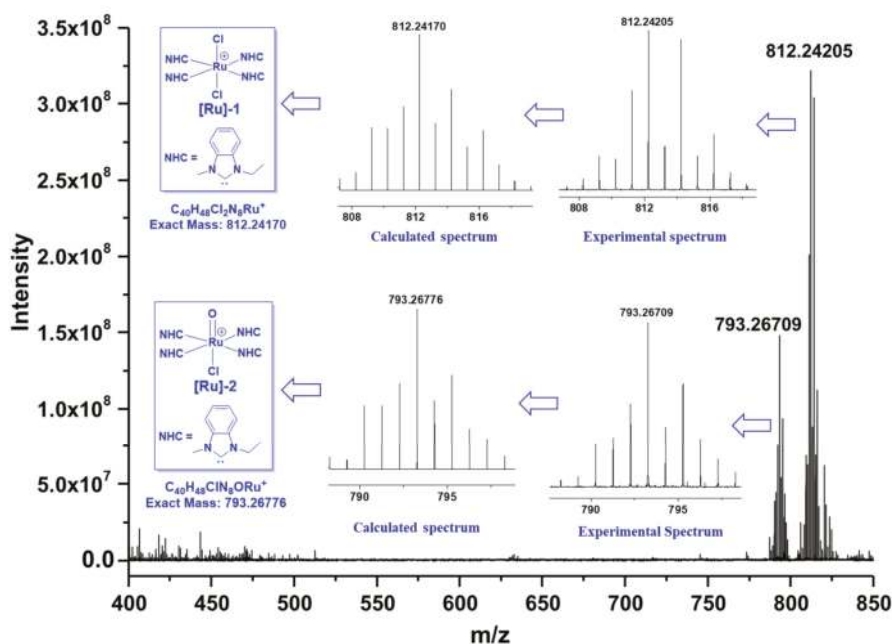 Intensity
3.5x10⁸
3.0x10⁸
2.5x10⁸
2.0x10⁸
1.5x10⁸
1.0x10⁸
5.0x10⁷
0.0
Cl
NHC NHC
Ru ⊕
NHC NHC
Cl
[Ru]-1
NHC =
N N
C₄₀H₄₈Cl₂N₈Ru⁺
Exact Mass: 812.24170
812.24170
808 812 816
Calculated spectrum
812.24205
808 812 816
Experimental spectrum
812.24205
O
NHC NHC
Ru ⊕
NHC NHC
Cl
[Ru]-2
NHC =
N N
C₄₀H₄₈ClN₈ORu⁺
Exact Mass: 793.26776
793.26776
790 795
Calculated spectrum
793.26709
790 795
Experimental Spectrum
793.26709
400 450 500 550 600 650 700 750 800 850
m/z